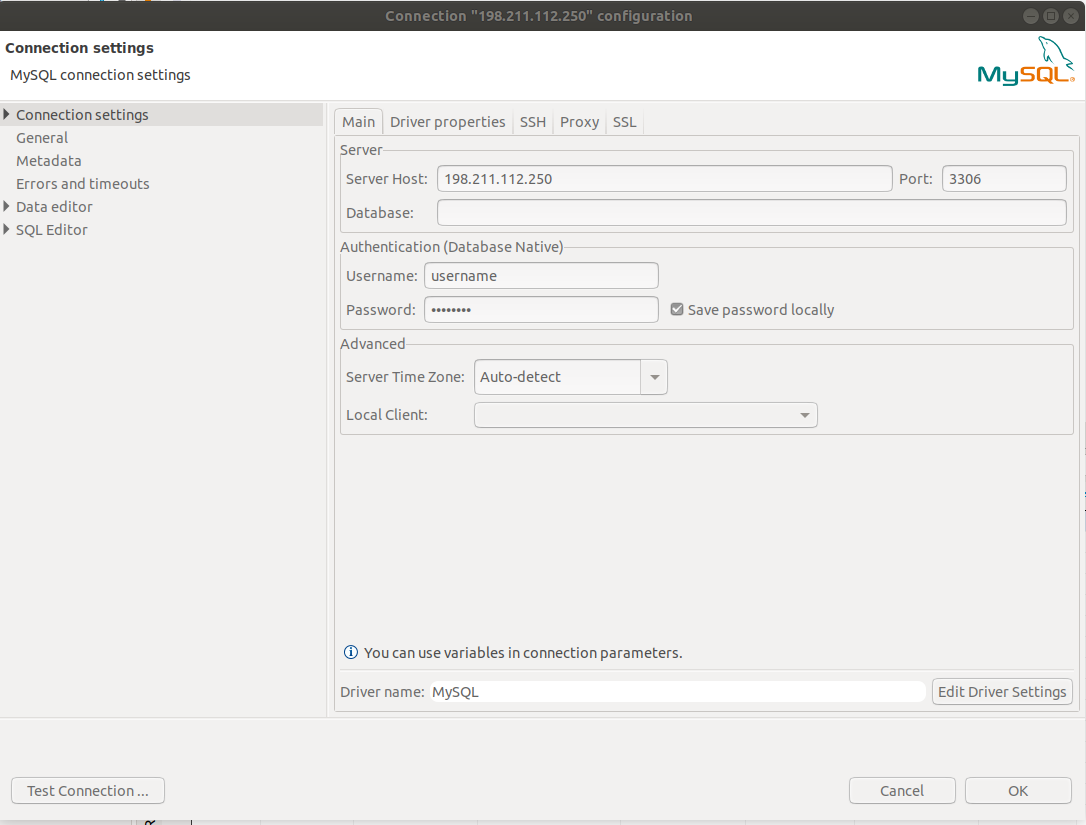 Connection "198.211.112.250" configuration
Connection settings
MySQL connection settings
MySQL
Connection settings
General
Metadata
Errors and timeouts
Data editor
SQL Editor
Main Driver properties SSH Proxy SSL
Server
Server Host: 198.211.112.250 Port: 3306
Database:
Authentication (Database Native)
Username: username
Password: ••••••••  Save password locally
Advanced
Server Time Zone: Auto-detect
Local Client:
You can use variables in connection parameters.
Driver name: MySQL Edit Driver Settings
Test Connection ... Cancel OK